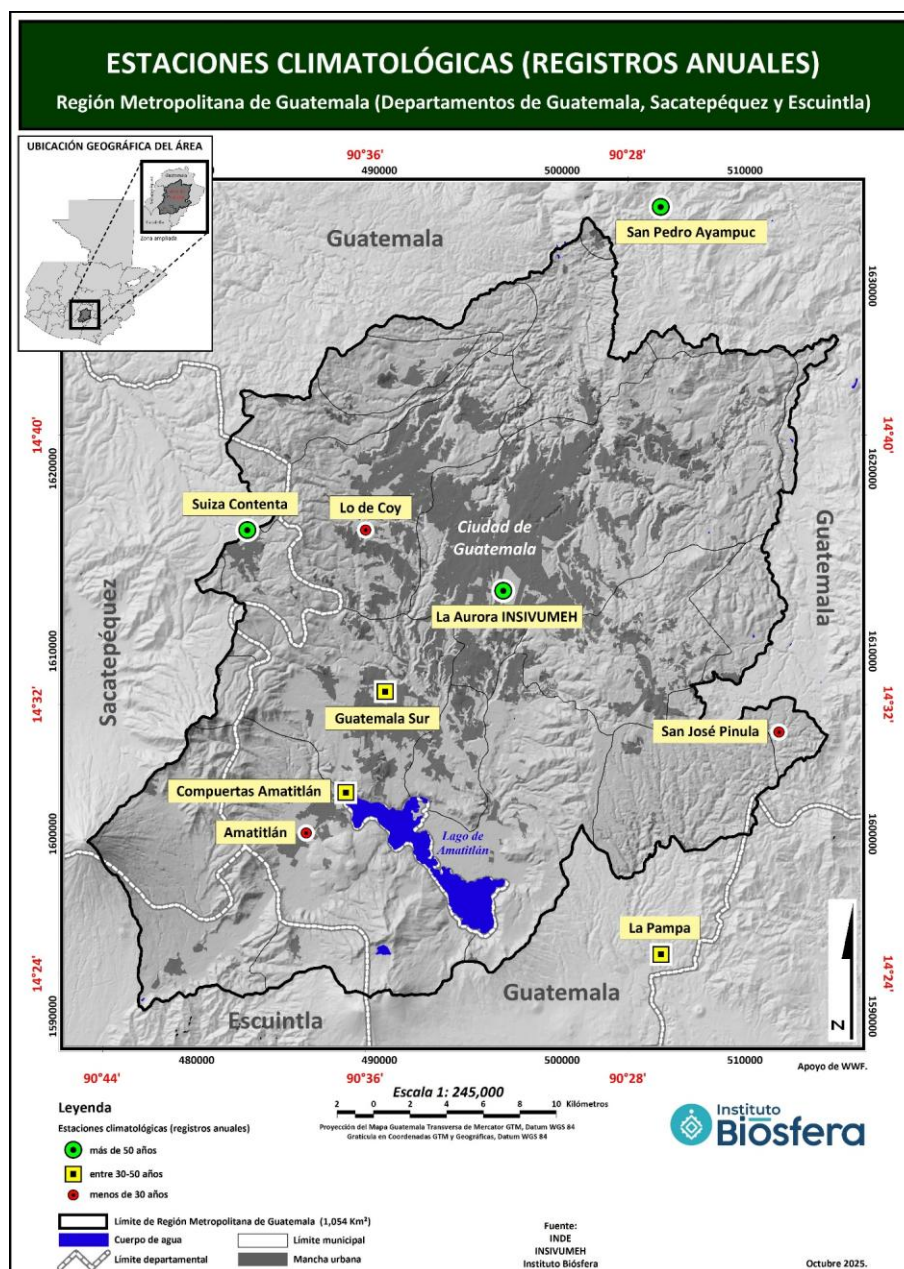 ESTACIONES CLIMATOLÓGICAS (REGISTROS ANUALES)
Región Metropolitana de Guatemala (Departamentos de Guatemala, Sacatepéquez y Escuintla)
UBICACIÓN GEOGRÁFICA DEL ÁREA
Guatemala
Escuintla
Zona ampliada
90°36'
90°28'
490000
500000
510000
Guatemala
San Pedro Ayampuc
1630000
14°40'
14°40'
1620000
1620000
Suiza Contenta
Lo de Coy
Ciudad de
Guatemala
Guatemala
La Aurora INSIVUMEH
Sacatepéquez
1610000
1610000
14°32'
14°32'
Guatemala Sur
San José Pinula
Compuertas Amatitlán
Amatitlán
Lago de
Amatitlán
1600000
1600000
La Pampa
14°24'
14°24'
Guatemala
Escuintla
1590000
1590000
N
480000
490000
500000
510000
90°44'
90°36'
90°28'
Apoyo de WWF.
Escala 1: 245,000
2 0 2 4 6 8 10 Kilómetros
Proyección del Mapa Guatemala Transversa de Mercator GTM, Datum WGS 84
Gratícula en Coordenadas GTM y Geográficas, Datum WGS 84
Instituto
Biósfera
Leyenda
Estaciones climatológicas (registros anuales)
más de 50 años
entre 30-50 años
menos de 30 años
Límite de Región Metropolitana de Guatemala (1,054 Km²)
Cuerpo de agua
Límite municipal
Límite departamental
Mancha urbana
Fuente:
INDE
INSIVUMEH
Instituto Biósfera
Octubre 2025.